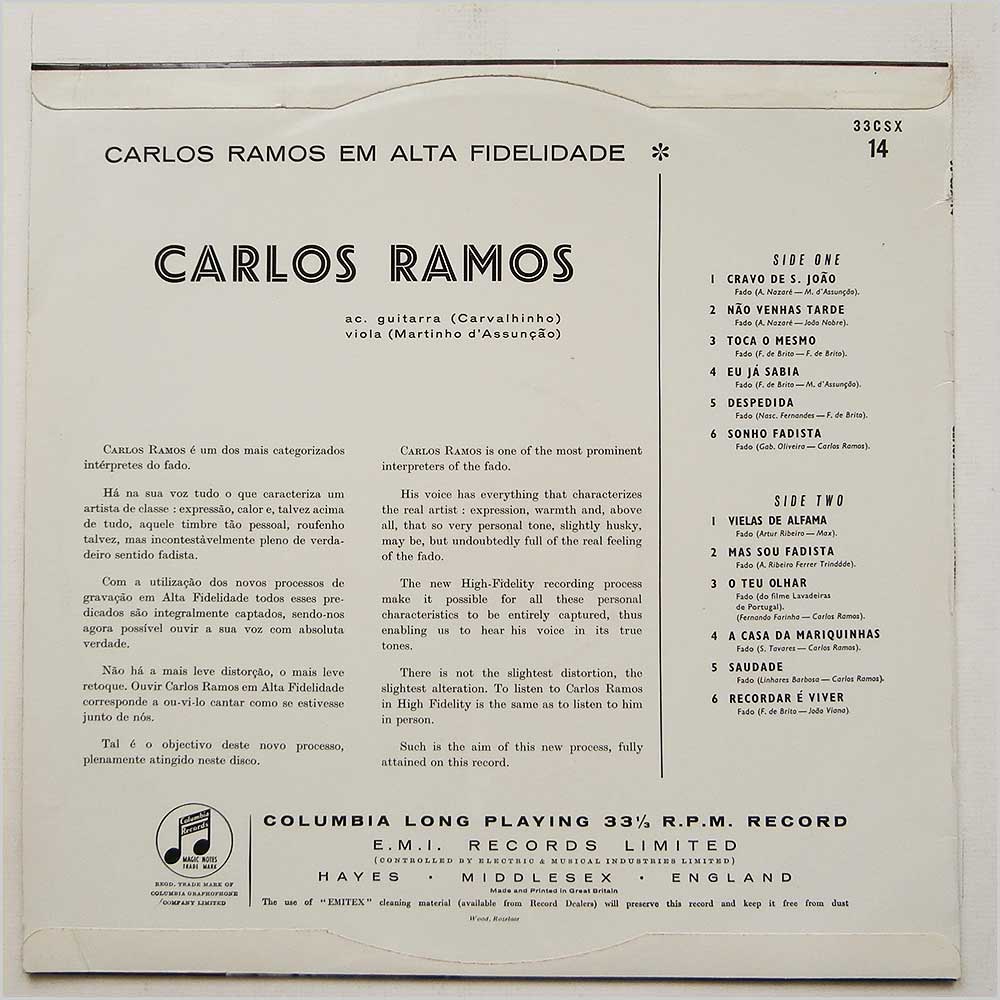 33CSX
14
CARLOS RAMOS EM ALTA FIDELIDADE *
CARLOS RAMOS
ac. guitarra (Carvalhinho)
viola (Martinho d'Assunção)
CARLOS RAMOS é um dos mais categorizados
intérpretes do fado.
Há na sua voz tudo o que caracteriza um
artista de classe : expressão, calor e, talvez acima
de tudo, aquele timbre tão pessoal, roufenho
talvez, mas incontestàvelmente pleno de verda-
deiro sentido fadista.
Com a utilização dos novos processos de
gravação em Alta Fidelidade todos esses pre-
dicados são integralmente captados, sendo-nos
agora possível ouvir a sua voz com absoluta
verdade.
Não há a mais leve distorção, o mais leve
retoque. Ouvir Carlos Ramos em Alta Fidelidade
corresponde a ou-vi-lo cantar como se estivesse
junto de nós.
Tal é o objectivo deste novo processo,
plenamente atingido neste disco.
CARLOS RAMOS is one of the most prominent
interpreters of the fado.
His voice has everything that characterizes
the real artist : expression, warmth and, above
all, that so very personal tone, slightly husky,
may be, but undoubtedly full of the real feeling
of the fado.
The new High-Fidelity recording process
make it possible for all these personal
characteristics to be entirely captured, thus
enabling us to hear his voice in its true
tones.
There is not the slightest distortion, the
slightest alteration. To listen to Carlos Ramos
in High Fidelity is the same as to listen to him
in person.
Such is the aim of this new process, fully
attained on this record.
SIDE ONE
1 CRAVO DE S. JOÃO
Fado (A. Nazaré — M. d'Assunção).
2 NÃO VENHAS TARDE
Fado (A. Nazaré — João Nobre).
3 TOCA O MESMO
Fado (F. de Brito — F. de Brito).
4 EU JÁ SABIA
Fado (F. de Brito — M. d'Assunção).
5 DESPEDIDA
Fado (Nasc. Fernandes — F. de Brito).
6 SONHO FADISTA
Fado (Gab. Oliveira — Carlos Ramos).
SIDE TWO
1 VIELAS DE ALFAMA
Fado (Artur Ribeiro — Max).
2 MAS SOU FADISTA
Fado (A. Ribeiro Ferrer Trinddde).
3 O TEU OLHAR
Fado (do filme Lavadeiras
de Portugal).
(Fernando Farinha — Carlos Ramos).
4 A CASA DA MARIQUINHAS
Fado (S. Tavares — Carlos Ramos).
5 SAUDADE
Fado (Linhares Barbosa — Carlos Ramos).
6 RECORDAR É VIVER
Fado (F. de Brito — João Viana).
Columbia
Records
MAGIC NOTES
TRADE MARK
REGD. TRADE MARK OF
COLUMBIA GRAPHOPHONE
COMPANY LIMITED
COLUMBIA LONG PLAYING 33⅓ R.P.M. RECORD
E.M.I. RECORDS LIMITED
(CONTROLLED BY ELECTRIC & MUSICAL INDUSTRIES LIMITED)
HAYES · MIDDLESEX · ENGLAND
Made and Printed in Great Britain
The use of "EMITEX" cleaning material (available from Record Dealers) will preserve this record and keep it free from dust